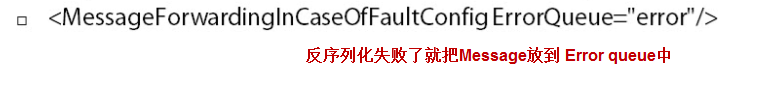 □ <MessageForwardingInCaseOfFaultConfig ErrorQueue="error"/>
反序列化失败了就把Message放到 Error queue中